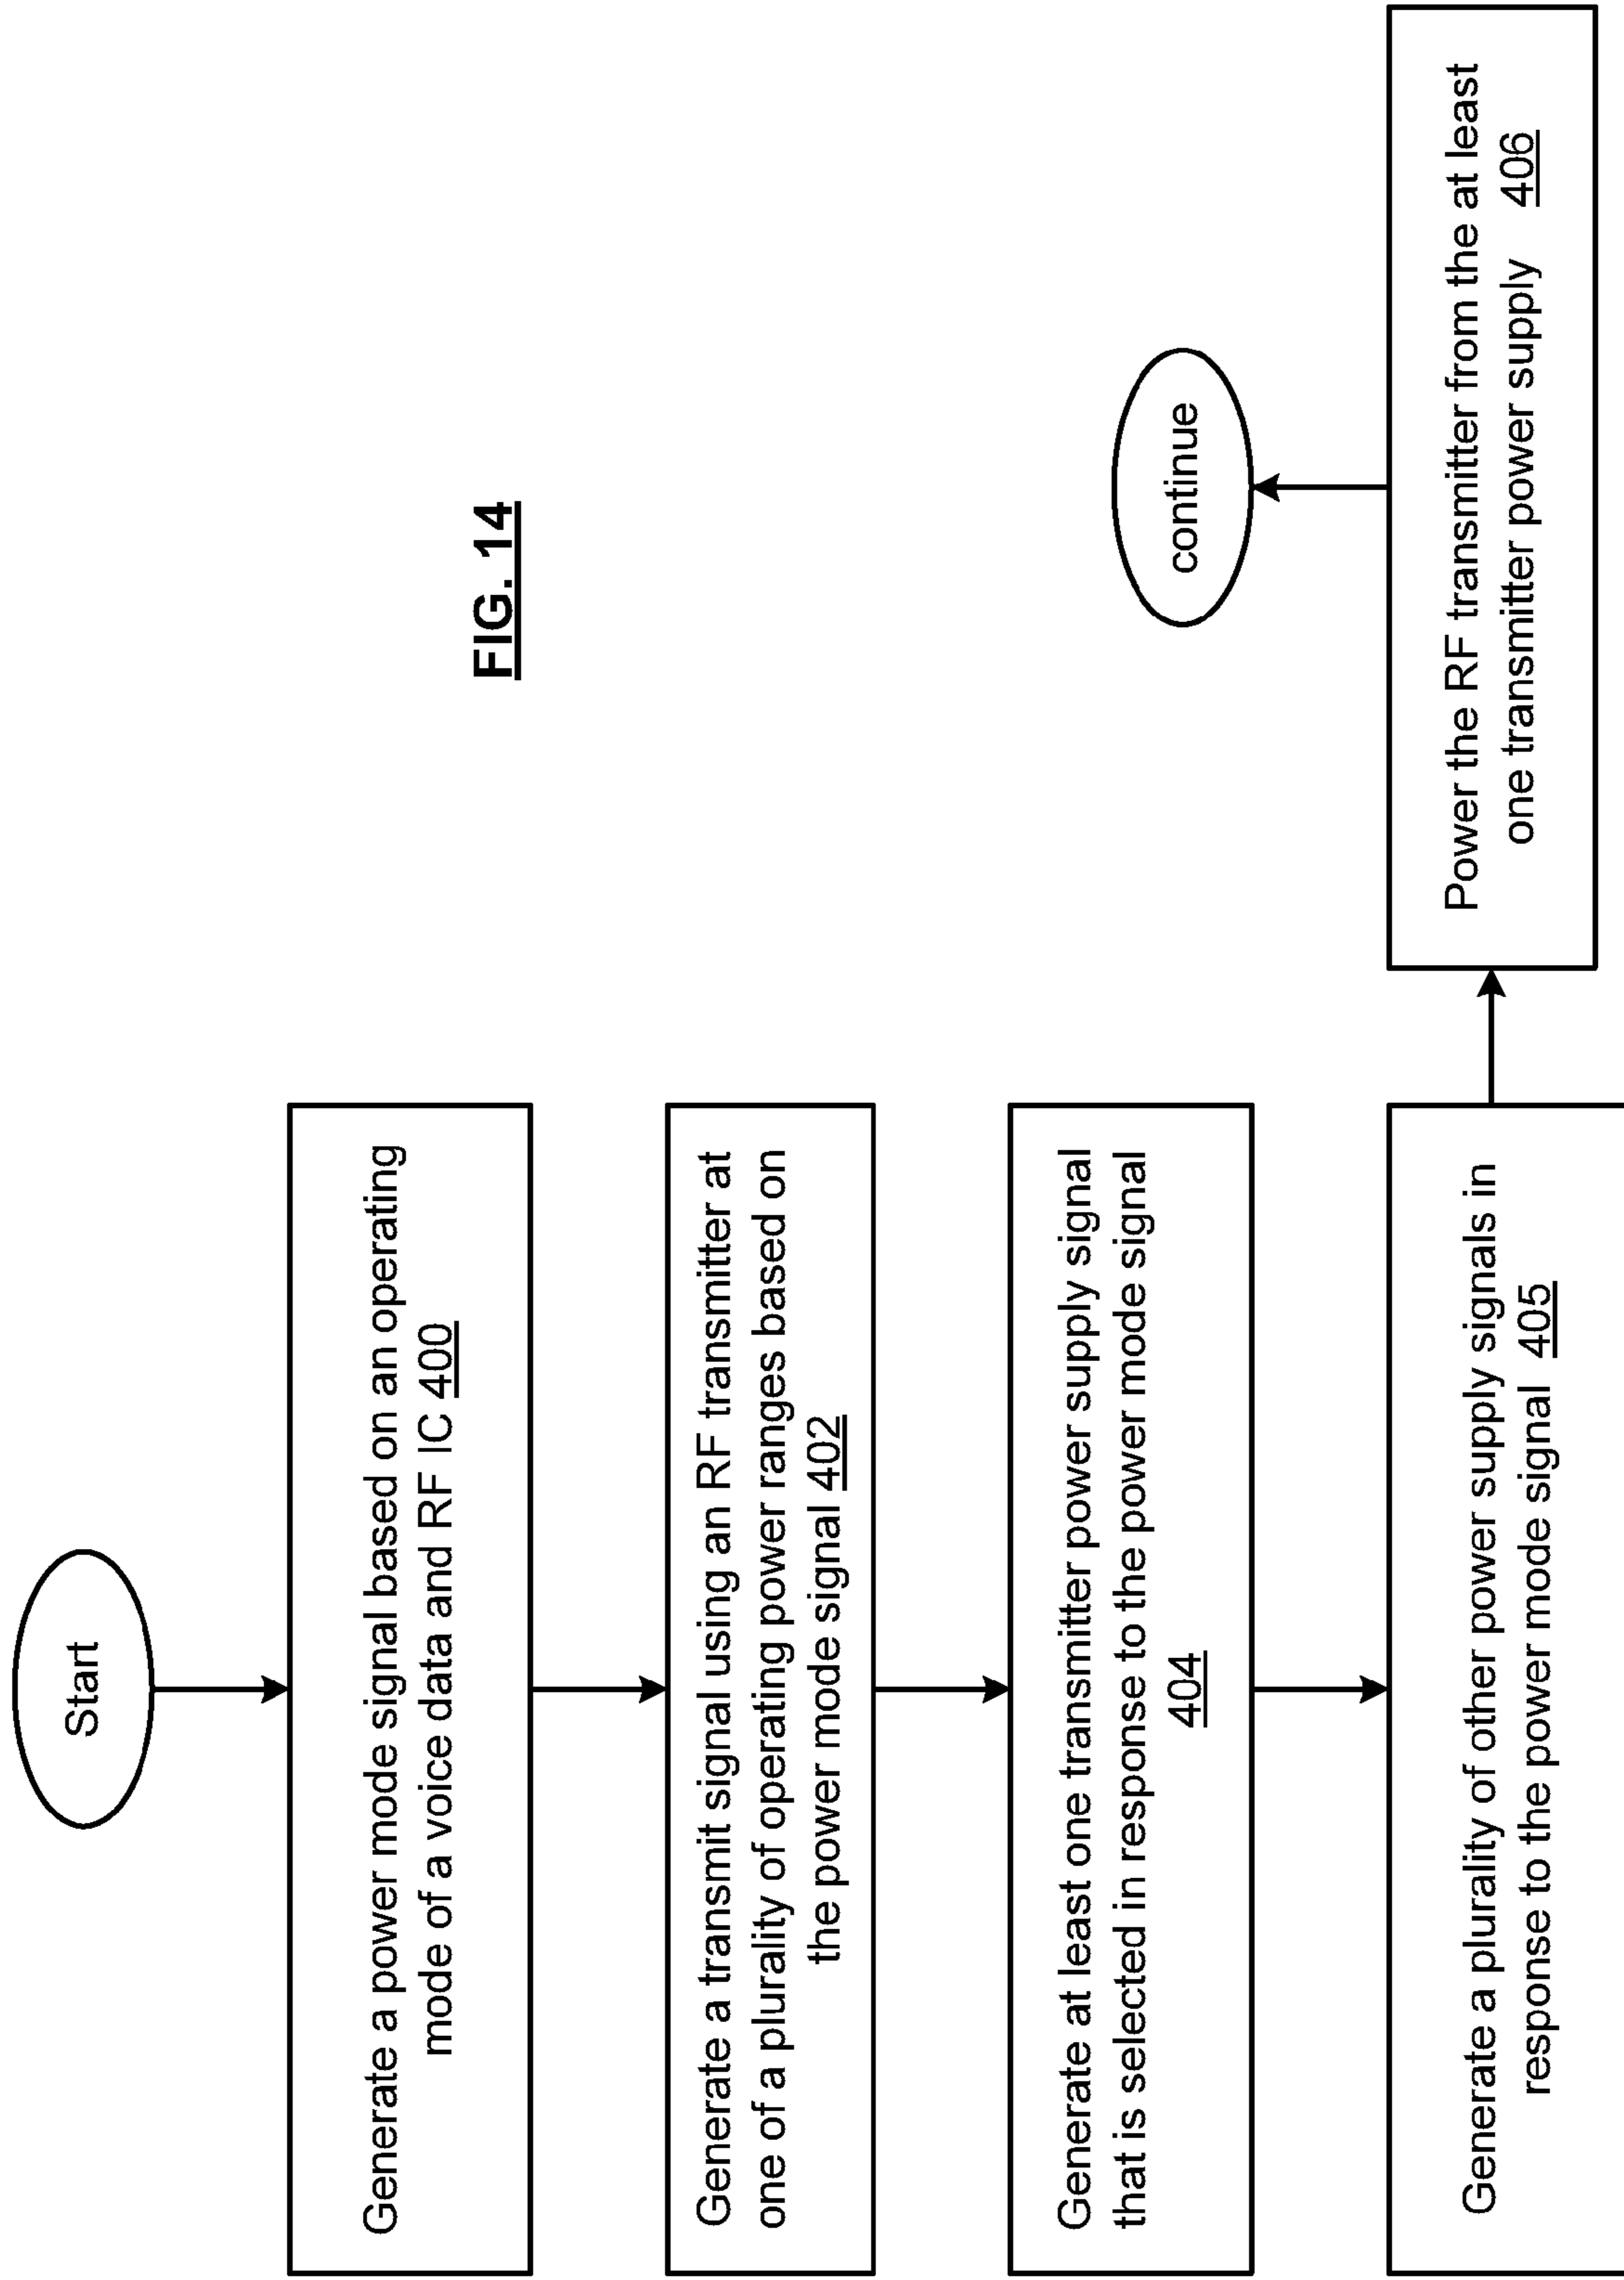 Start
Generate a power mode signal based on an operating
mode of a voice data and RF IC 400
Generate a transmit signal using an RF transmitter at
one of a plurality of operating power ranges based on
the power mode signal 402
Generate at least one transmitter power supply signal
that is selected in response to the power mode signal
404
Generate a plurality of other power supply signals in
response to the power mode signal 405
Power the RF transmitter from the at least
one transmitter power supply 406
continue
FIG. 14